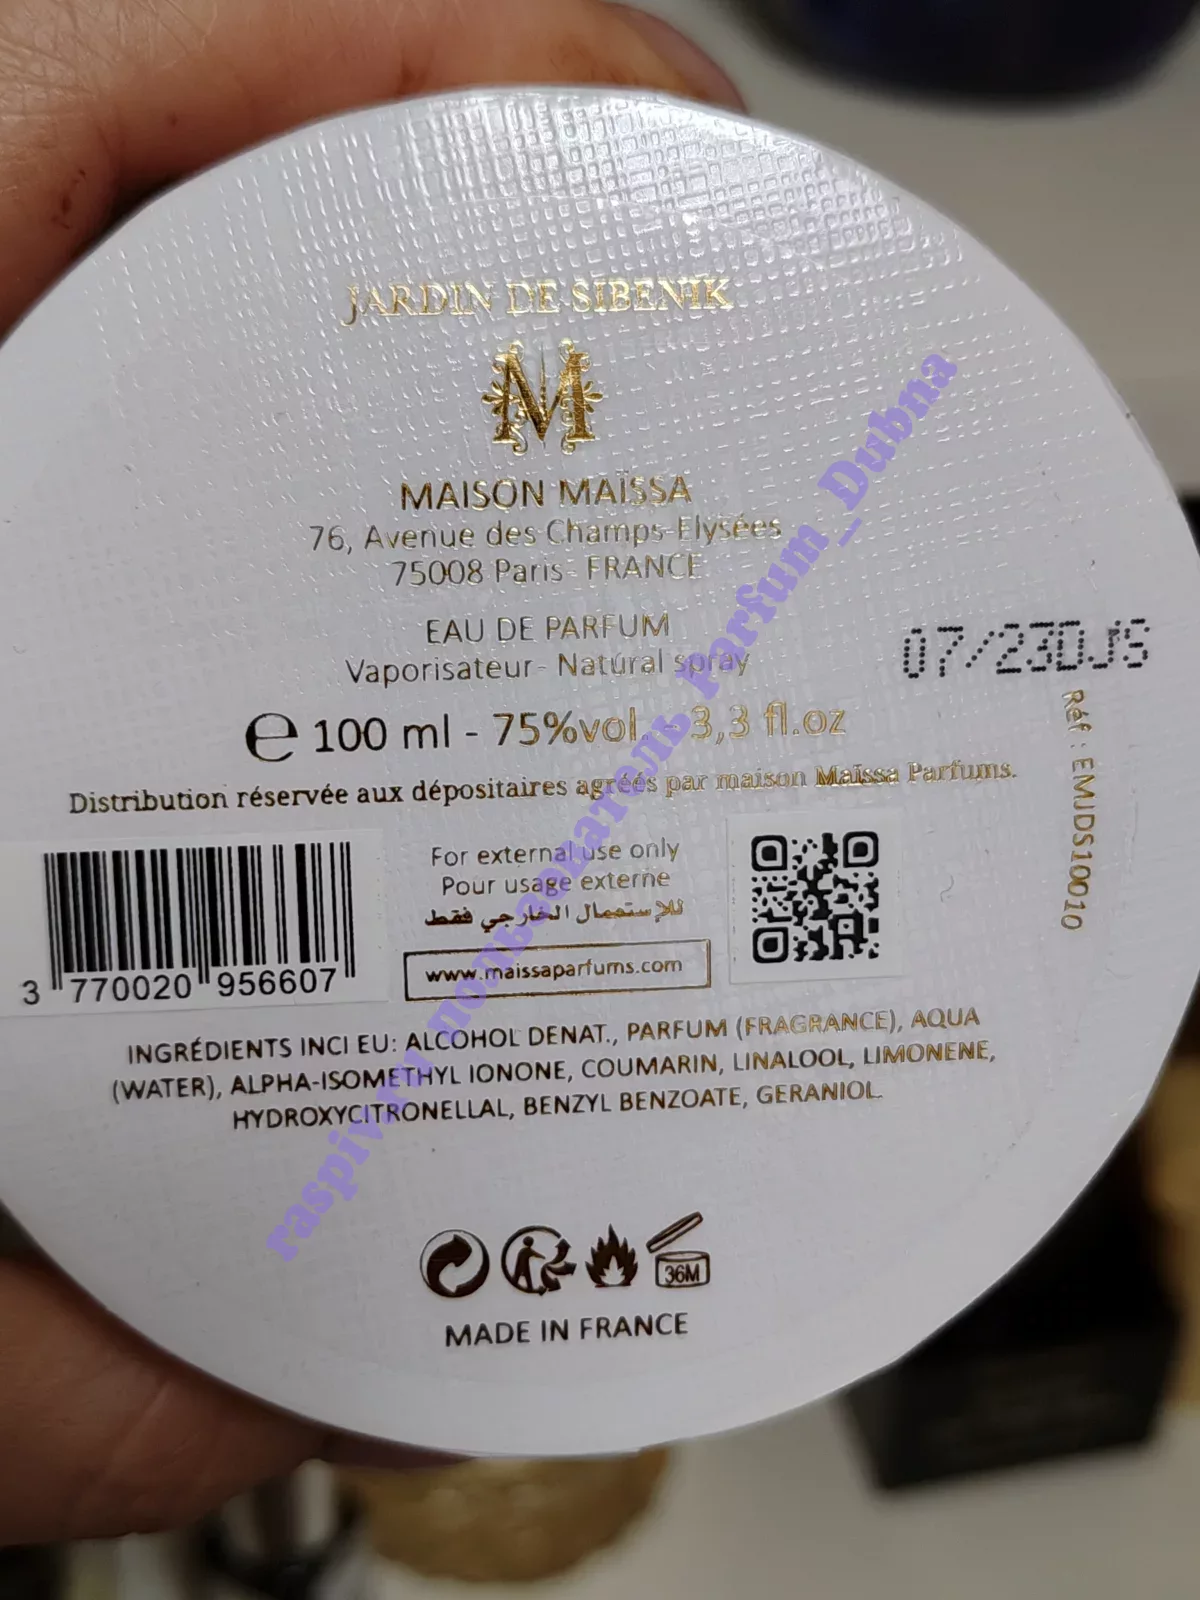 JARDIN DE SIBENIK
M
MAISON MAÏSSA
76, Avenue des Champs-Elysées
75008 Paris - FRANCE
EAU DE PARFUM
Vaporisateur - Natural spray
07/23DJS
℮ 100 ml - 75%vol. - 3,3 fl.oz
Réf : EMJDS10010
Distribution réservée aux dépositaires agréés par maison Maïssa Parfums.
For external use only
Pour usage externe
للإستعمال الخارجي فقط
www.maissaparfums.com
3 770020 956607
INGRÉDIENTS INCI EU: ALCOHOL DENAT., PARFUM (FRAGRANCE), AQUA
(WATER), ALPHA-ISOMETHYL IONONE, COUMARIN, LINALOOL, LIMONENE,
HYDROXYCITRONELLAL, BENZYL BENZOATE, GERANIOL.
36M
MADE IN FRANCE
raspivru пользователь Parfum_Dubna